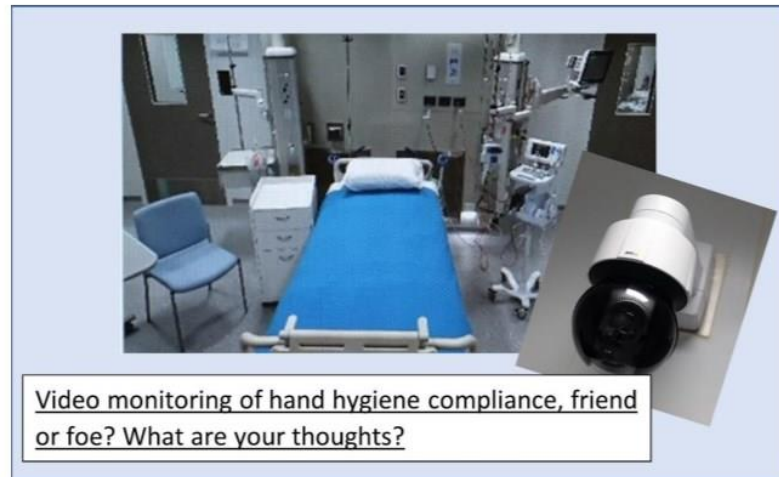 Video monitoring of hand hygiene compliance, friend
or foe? What are your thoughts?